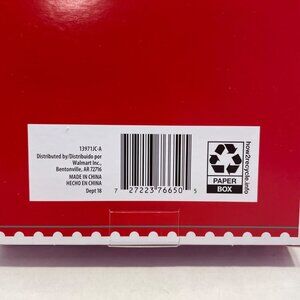 13971JC-A
Distributed by/Distribuido por
Walmart Inc.,
Bentonville, AR 72716
MADE IN CHINA
HECHO EN CHINA
Dept 18
7 27223 76650 5
how2recycle.info
PAPER
BOX